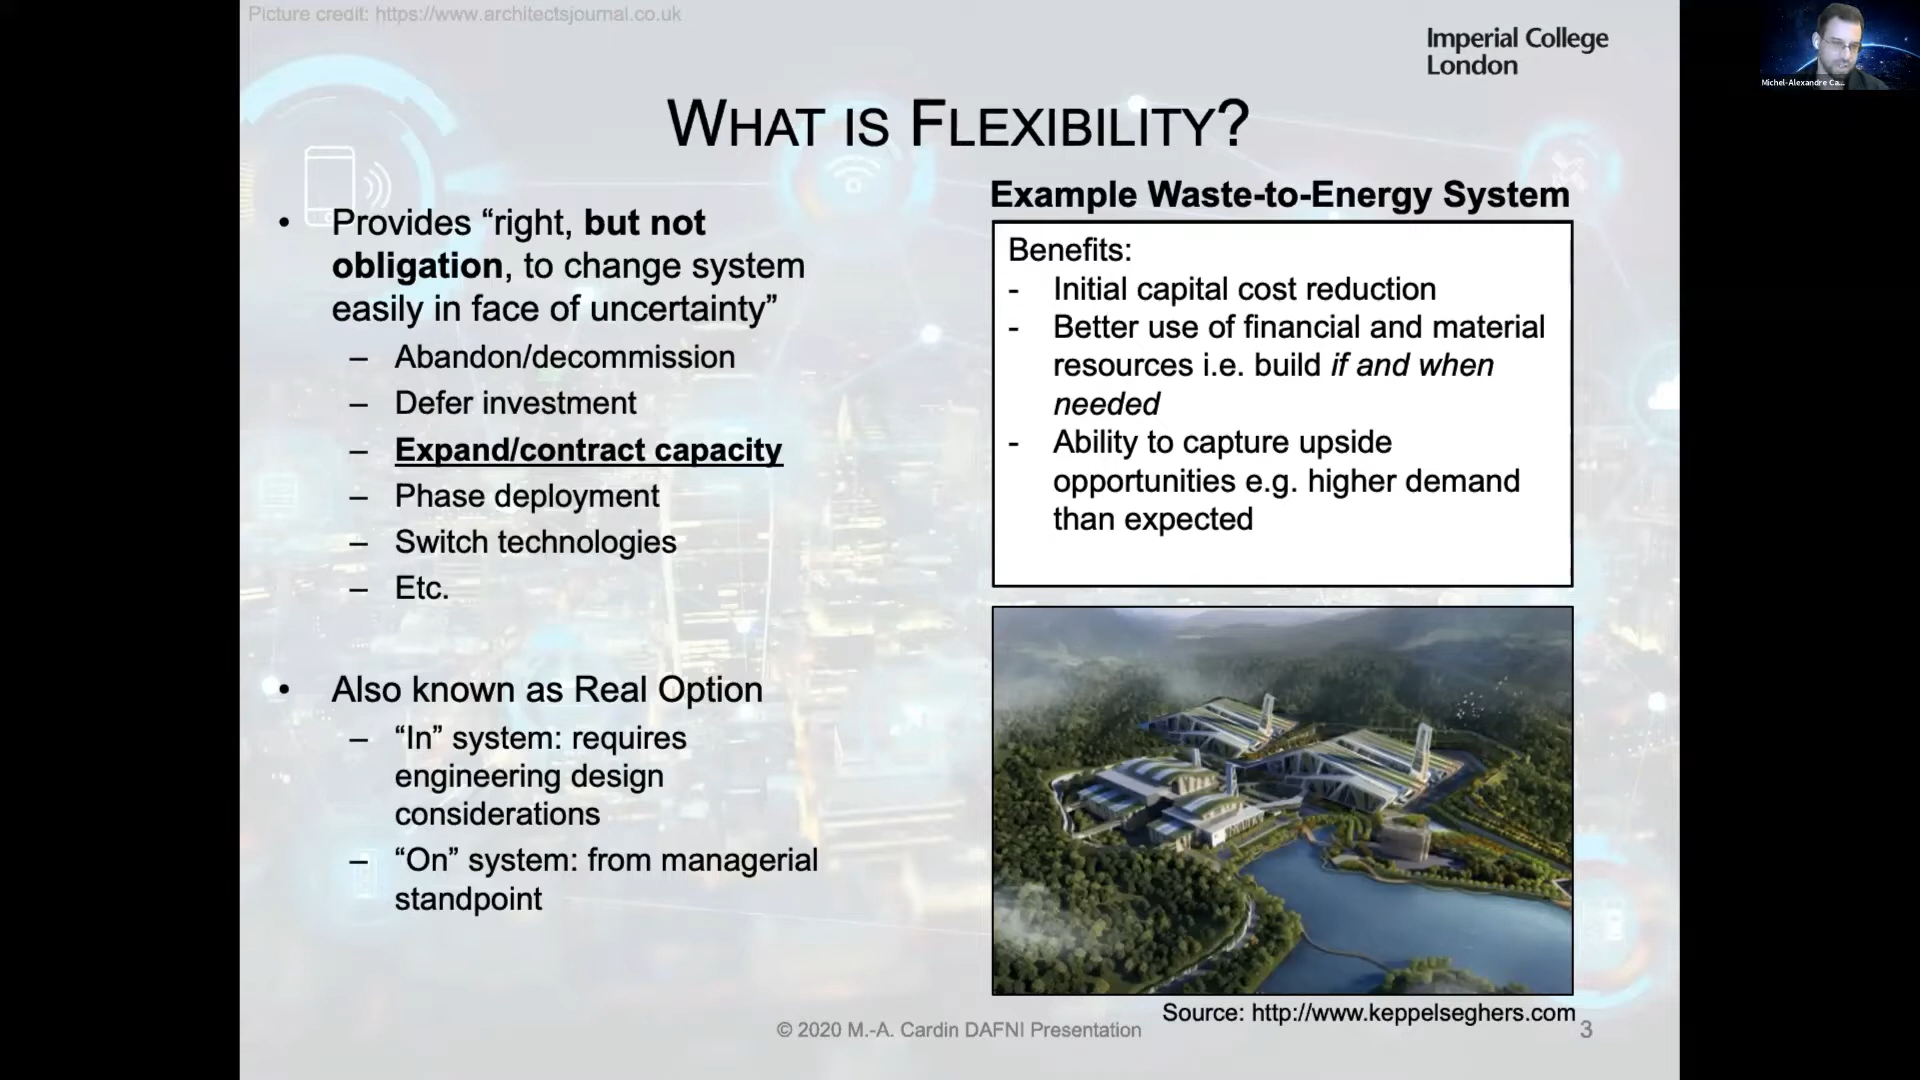 Picture credit: https://www.architectsjournal.co.uk
Imperial College
London
Michel-Alexandre Ca...
WHAT IS FLEXIBILITY?
• Provides “right, but not
obligation, to change system
easily in face of uncertainty”
– Abandon/decommission
– Defer investment
– Expand/contract capacity
– Phase deployment
– Switch technologies
– Etc.
• Also known as Real Option
– “In” system: requires
engineering design
considerations
– “On” system: from managerial
standpoint
Example Waste-to-Energy System
Benefits:
- Initial capital cost reduction
- Better use of financial and material
resources i.e. build if and when
needed
- Ability to capture upside
opportunities e.g. higher demand
than expected
Source: http://www.keppelseghers.com
© 2020 M.-A. Cardin DAFNI Presentation
3